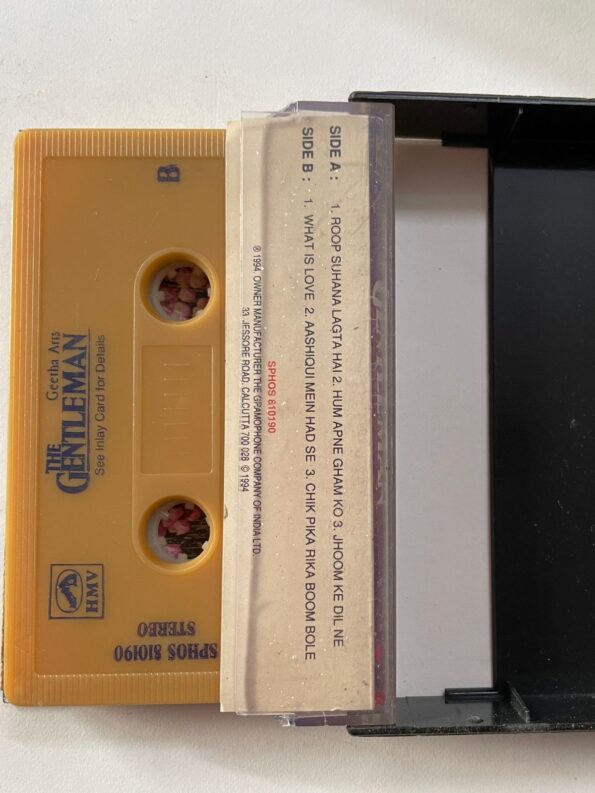 B
Geetha Arts
THE
GENTLEMAN
See Inlay Card for Details
HMV
SPHOS 810190
STEREO
SIDE A : 1. ROOP SUHANA LAGTA HAI 2. HUM APNE GHAM KO 3. JHOOM KE DIL NE
SIDE B : 1. WHAT IS LOVE 2. AASHIQUI MEIN HAD SE 3. CHIK PIKA RIKA BOOM BOLE
SPHOS 810190
℗ 1994. OWNER MANUFACTURER THE GRAMOPHONE COMPANY OF INDIA LTD.
33, JESSORE ROAD, CALCUTTA 700 028 © 1994